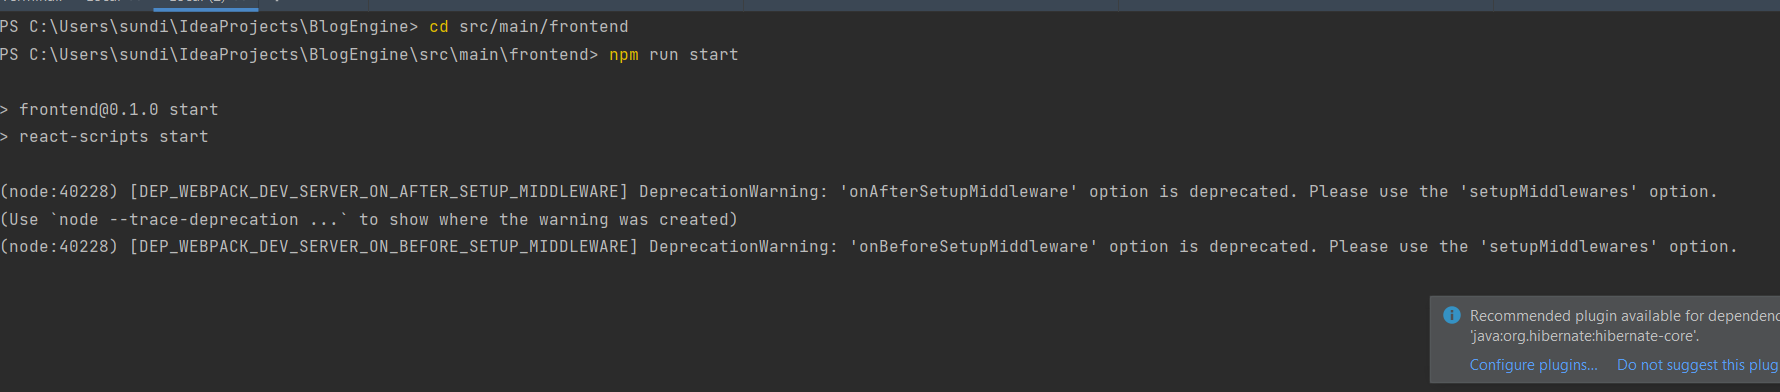 PS C:\Users\sundi\IdeaProjects\BlogEngine> cd src/main/frontend
PS C:\Users\sundi\IdeaProjects\BlogEngine\src\main\frontend> npm run start
> frontend@0.1.0 start
> react-scripts start
(node:40228) [DEP_WEBPACK_DEV_SERVER_ON_AFTER_SETUP_MIDDLEWARE] DeprecationWarning: 'onAfterSetupMiddleware' option is deprecated. Please use the 'setupMiddlewares' option.
(Use `node --trace-deprecation ...` to show where the warning was created)
(node:40228) [DEP_WEBPACK_DEV_SERVER_ON_BEFORE_SETUP_MIDDLEWARE] DeprecationWarning: 'onBeforeSetupMiddleware' option is deprecated. Please use the 'setupMiddlewares' option.
Recommended plugin available for dependenc
'java:org.hibernate:hibernate-core'.
Configure plugins... Do not suggest this plug